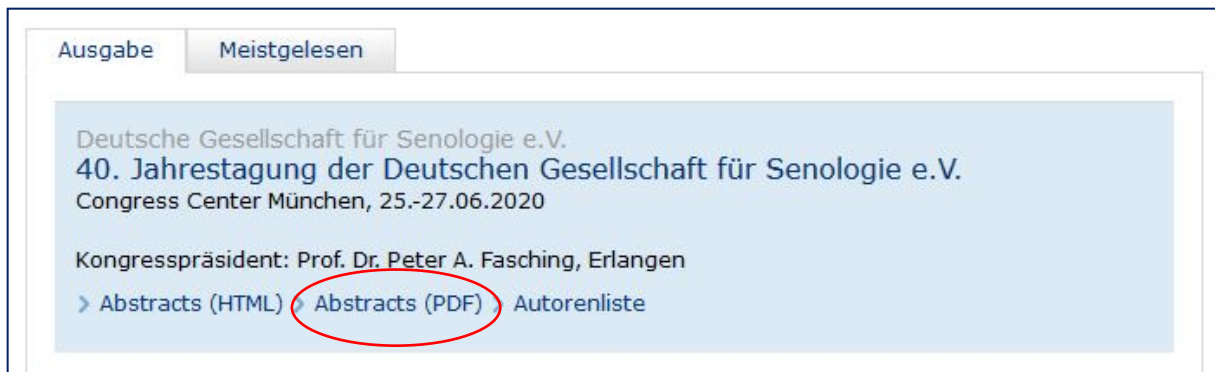 Ausgabe Meistgelesen
Deutsche Gesellschaft für Senologie e.V.
40. Jahrestagung der Deutschen Gesellschaft für Senologie e.V.
Congress Center München, 25.-27.06.2020
Kongresspräsident: Prof. Dr. Peter A. Fasching, Erlangen
> Abstracts (HTML) > Abstracts (PDF) > Autorenliste